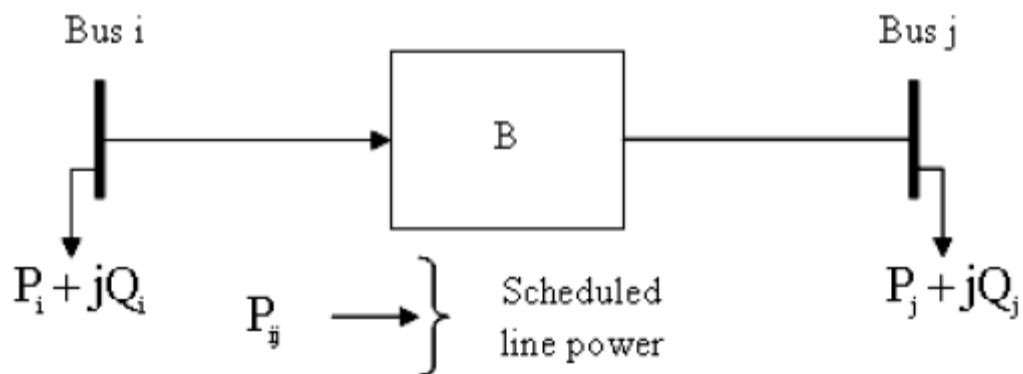 Bus i
Bus j
B
P_i + jQ_i
P_j + jQ_j
P_ij
Scheduled
line power